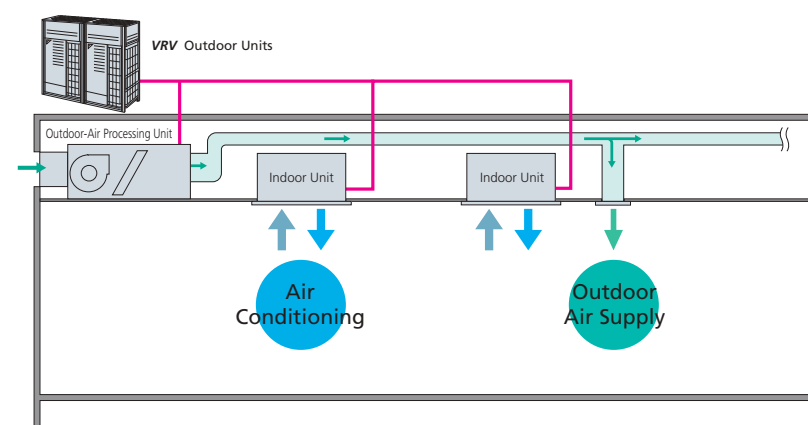 VRV Outdoor Units
Outdoor-Air Processing Unit
Indoor Unit
Indoor Unit
Air
Conditioning
Outdoor
Air Supply